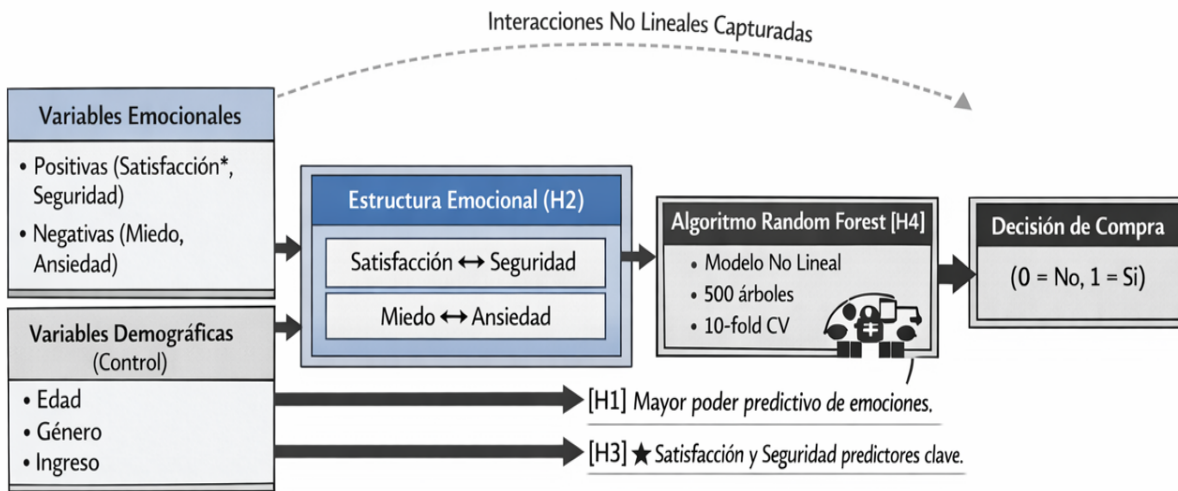 Interacciones No Lineales Capturadas
Variables Emocionales
• Positivas (Satisfacción*,
Seguridad)
• Negativas (Miedo,
Ansiedad)
Variables Demográficas
(Control)
• Edad
• Género
• Ingreso
Estructura Emocional (H2)
Satisfacción ↔ Seguridad
Miedo ↔ Ansiedad
Algoritmo Random Forest [H4]
• Modelo No Lineal
• 500 árboles
• 10-fold CV
Decisión de Compra
(0 = No, 1 = Si)
[H1] Mayor poder predictivo de emociones.
[H3] ★ Satisfacción y Seguridad predictores clave.